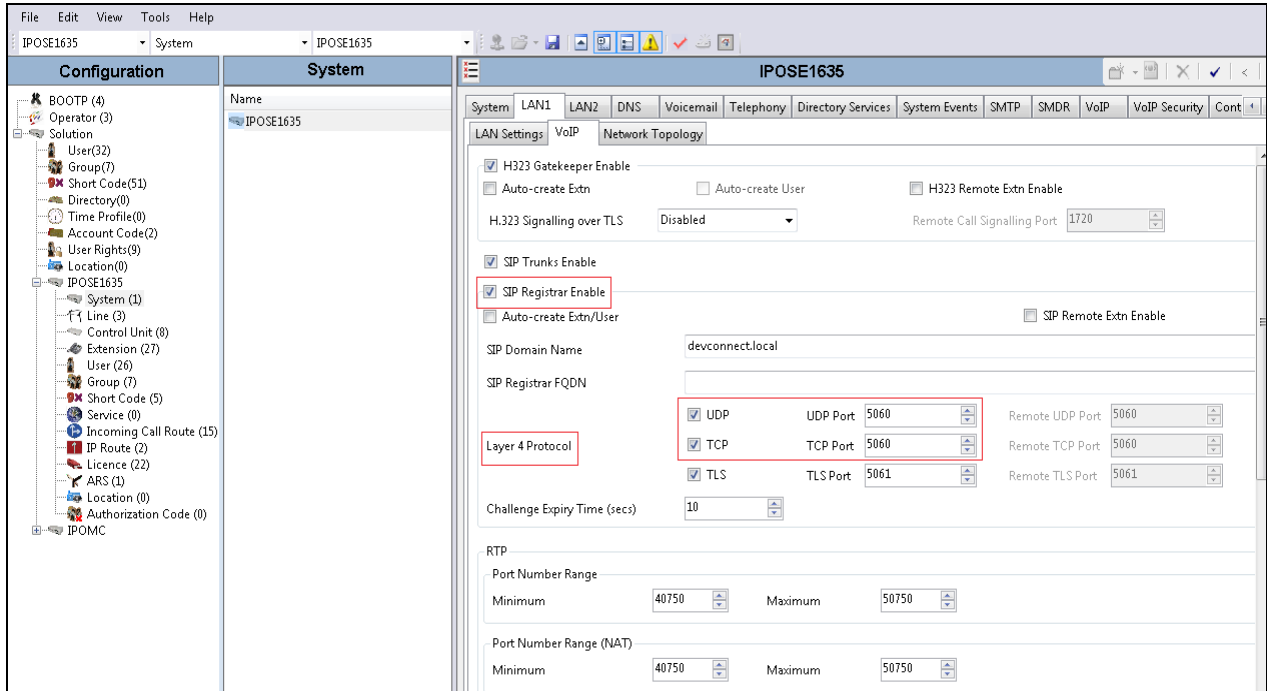 File Edit View Tools Help
IPOSE1635 System IPOSE1635
Configuration
BOOTP (4)
Operator (3)
Solution
User(32)
Group(7)
Short Code(51)
Directory(0)
Time Profile(0)
Account Code(2)
User Rights(9)
Location(0)
IPOSE1635
System (1)
Line (3)
Control Unit (8)
Extension (27)
User (26)
Group (7)
Short Code (5)
Service (0)
Incoming Call Route (15)
IP Route (2)
Licence (22)
ARS (1)
Location (0)
Authorization Code (0)
IPOMC
System
Name
IPOSE1635
IPOSE1635
System LAN1 LAN2 DNS Voicemail Telephony Directory Services System Events SMTP SMDR VoIP VoIP Security Cont
LAN Settings VoIP Network Topology
H323 Gatekeeper Enable
Auto-create Extn Auto-create User H323 Remote Extn Enable
H.323 Signalling over TLS Disabled Remote Call Signalling Port 1720
SIP Trunks Enable
SIP Registrar Enable
Auto-create Extn/User SIP Remote Extn Enable
SIP Domain Name devconnect.local
SIP Registrar FQDN
UDP UDP Port 5060 Remote UDP Port 5060
Layer 4 Protocol TCP TCP Port 5060 Remote TCP Port 5060
TLS TLS Port 5061 Remote TLS Port 5061
Challenge Expiry Time (secs) 10
RTP
Port Number Range
Minimum 40750 Maximum 50750
Port Number Range (NAT)
Minimum 40750 Maximum 50750